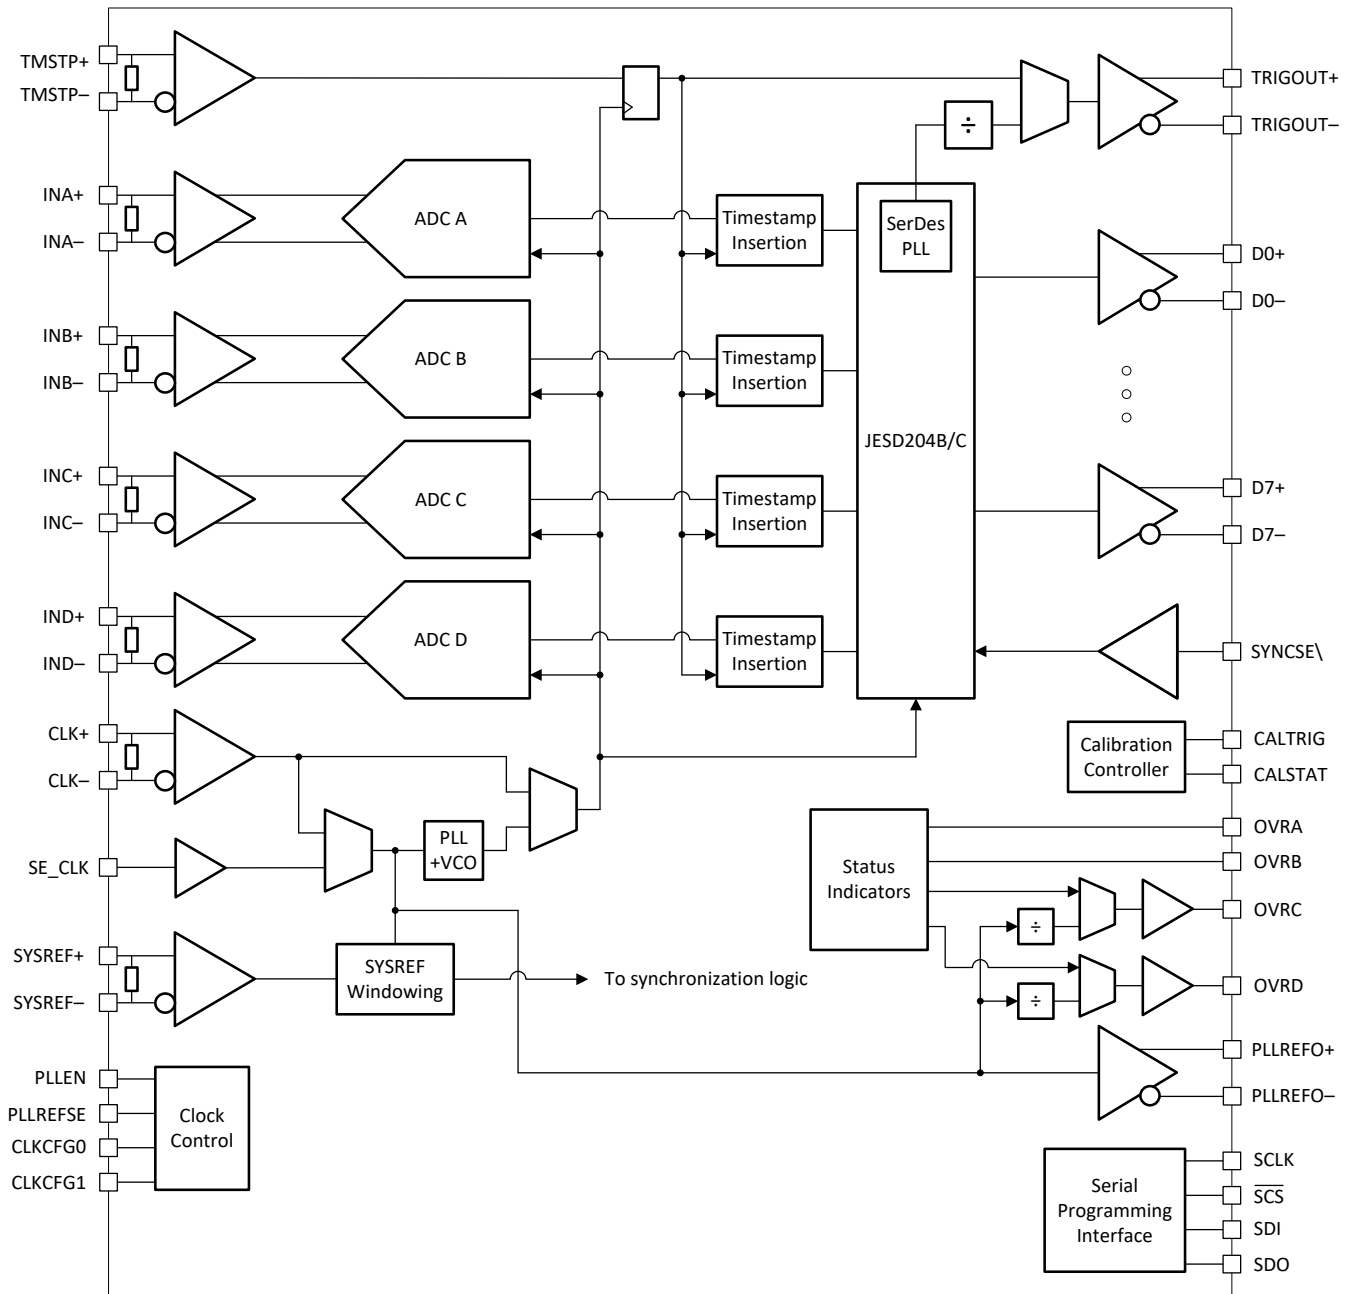 TMSTP+
TMSTP–
TRIGOUT+
TRIGOUT–
÷
INA+
INA–
ADC A
Timestamp
Insertion
SerDes
PLL
D0+
D0–
INB+
INB–
ADC B
Timestamp
Insertion
JESD204B/C
INC+
INC–
ADC C
Timestamp
Insertion
D7+
D7–
IND+
IND–
ADC D
Timestamp
Insertion
SYNCSE\
CLK+
CLK–
Calibration
Controller
CALTRIG
CALSTAT
SE_CLK
PLL
+VCO
Status
Indicators
OVRA
OVRB
OVRC
÷
OVRD
÷
SYSREF+
SYSREF–
SYSREF
Windowing
To synchronization logic
PLLREFO+
PLLREFO–
PLLEN
PLLREFSE
CLKCFG0
CLKCFG1
Clock
Control
Serial
Programming
Interface
SCLK
S̅C̅S̅
SDI
SDO